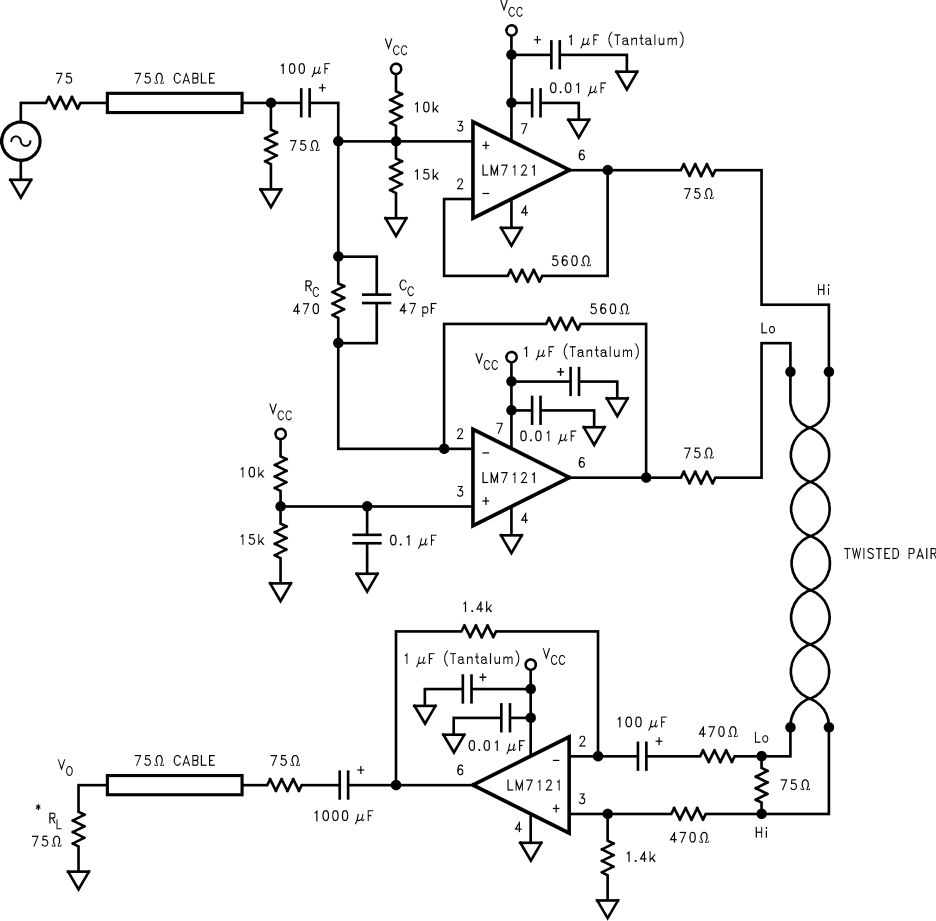 V_CC
+ 1 μF (Tantalum)
V_CC
75
75Ω CABLE
100 μF
+
0.01 μF
10k
7
3
+
6
75Ω
LM7121
15k
2
−
75Ω
4
560Ω
R_C
470
C_C
47 pF
Hi
560Ω
Lo
1 μF (Tantalum)
V_CC
+
V_CC
0.01 μF
7
2
−
6
75Ω
10k
LM7121
3
+
4
15k
0.1 μF
TWISTED PAIR
1.4k
1 μF (Tantalum)
V_CC
+
0.01 μF
100 μF
+
470Ω
Lo
2
−
V_O
75Ω CABLE
75Ω
+
6
LM7121
75Ω
3
+
*
R_L
75Ω
1000 μF
4
470Ω
Hi
1.4k